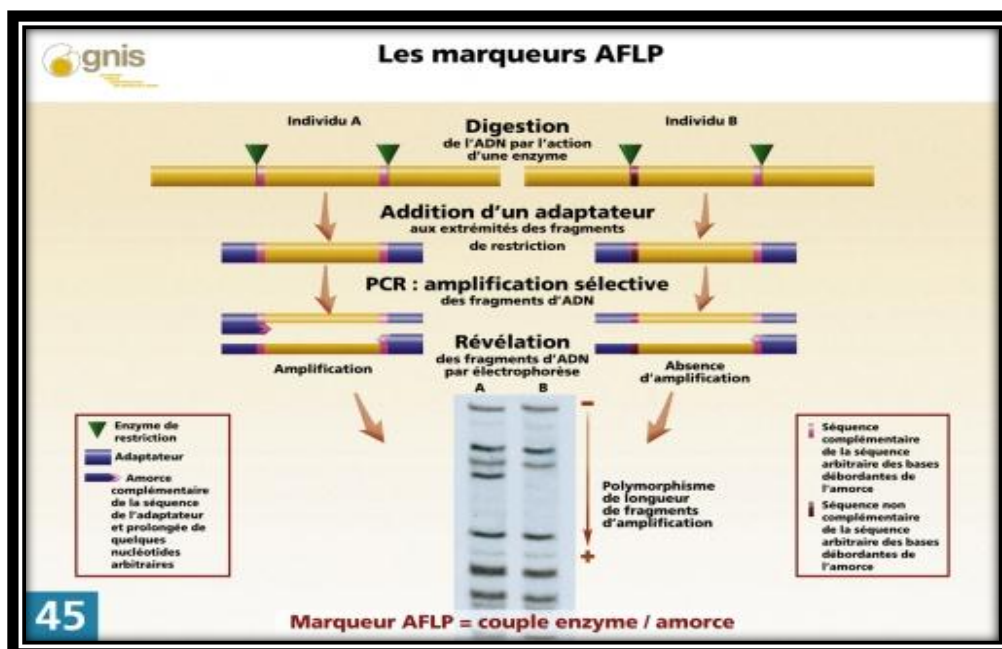 gnis
Les marqueurs AFLP
Individu A
Individu B
Digestion
de l'ADN par l'action
d'une enzyme
Addition d'un adaptateur
aux extrémités des fragments
de restriction
PCR : amplification sélective
des fragments d'ADN
Révélation
des fragments d'ADN
par électrophorèse
Amplification
Absence
d'amplification
A
B
-
+
Polymorphisme
de longueur
de fragments
d'amplification
Enzyme de
restriction
Adaptateur
Amorce
complémentaire
de la séquence
de l'adaptateur
et prolongée de
quelques
nucléotides
arbitraires
Séquence
complémentaire
de la séquence
arbitraire des bases
débordantes de
l'amorce
Séquence non
complémentaire
de la séquence
arbitraire des bases
débordantes de
l'amorce
45
Marqueur AFLP = couple enzyme / amorce